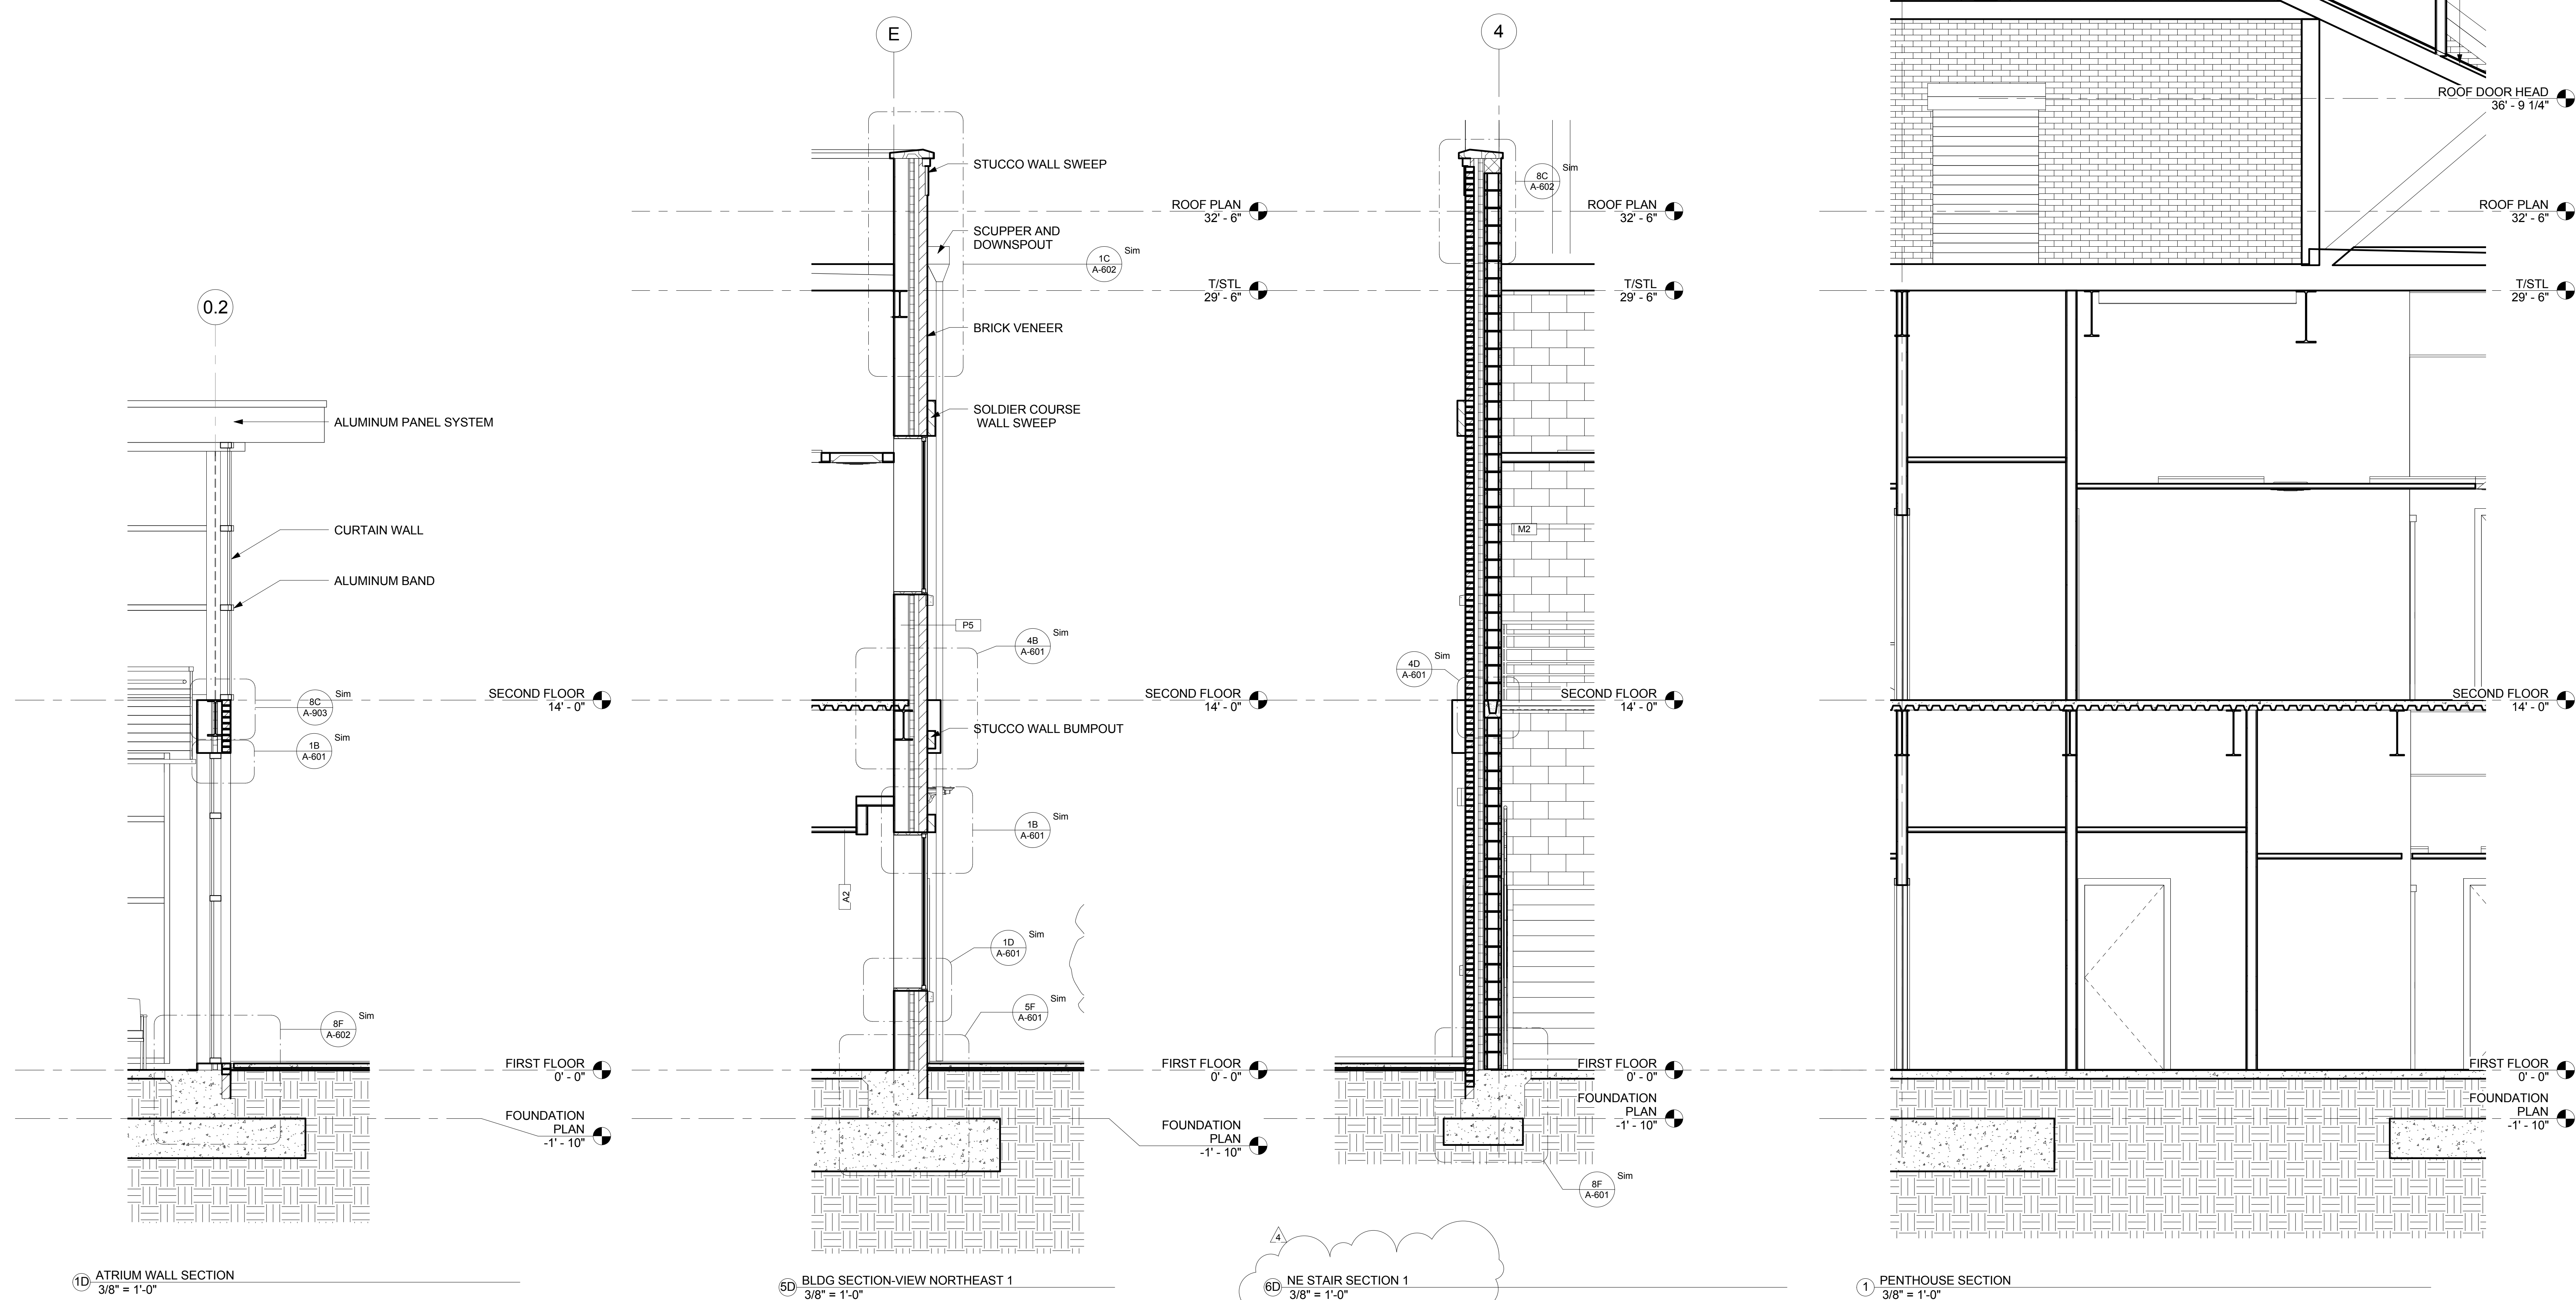 0.2
ALUMINUM PANEL SYSTEM
CURTAIN WALL
ALUMINUM BAND
SECOND FLOOR
14' - 0"
8C
A-903
Sim
1B
A-601
Sim
8F
A-602
Sim
FIRST FLOOR
0' - 0"
FOUNDATION
PLAN
-1' - 10"
1D
ATRIUM WALL SECTION
3/8" = 1'-0"
E
STUCCO WALL SWEEP
ROOF PLAN
32' - 6"
SCUPPER AND
DOWNSPOUT
1C
A-602
Sim
T/STL
29' - 6"
BRICK VENEER
SOLDIER COURSE
WALL SWEEP
P5
4B
A-601
Sim
SECOND FLOOR
14' - 0"
STUCCO WALL BUMPOUT
1B
A-601
Sim
A2
1D
A-601
Sim
5F
A-601
Sim
FIRST FLOOR
0' - 0"
FOUNDATION
PLAN
-1' - 10"
5D
BLDG SECTION-VIEW NORTHEAST 1
3/8" = 1'-0"
4
8C
A-602
Sim
ROOF PLAN
32' - 6"
T/STL
29' - 6"
M2
4D
A-601
Sim
SECOND FLOOR
14' - 0"
FIRST FLOOR
0' - 0"
FOUNDATION
PLAN
-1' - 10"
8F
A-601
Sim
4
6D
NE STAIR SECTION 1
3/8" = 1'-0"
ROOF DOOR HEAD
36' - 9 1/4"
ROOF PLAN
32' - 6"
T/STL
29' - 6"
SECOND FLOOR
14' - 0"
FIRST FLOOR
0' - 0"
FOUNDATION
PLAN
-1' - 10"
1
PENTHOUSE SECTION
3/8" = 1'-0"